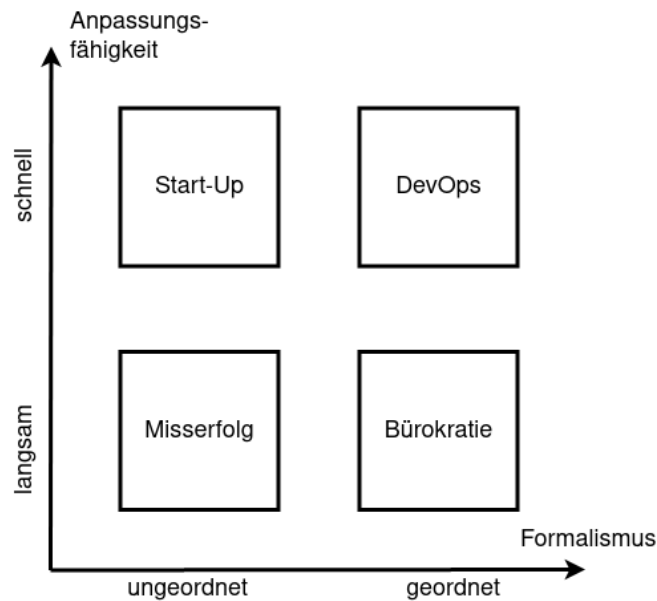 Anpassungs-
fähigkeit
schnell
Start-Up
DevOps
langsam
Misserfolg
Bürokratie
Formalismus
ungeordnet
geordnet